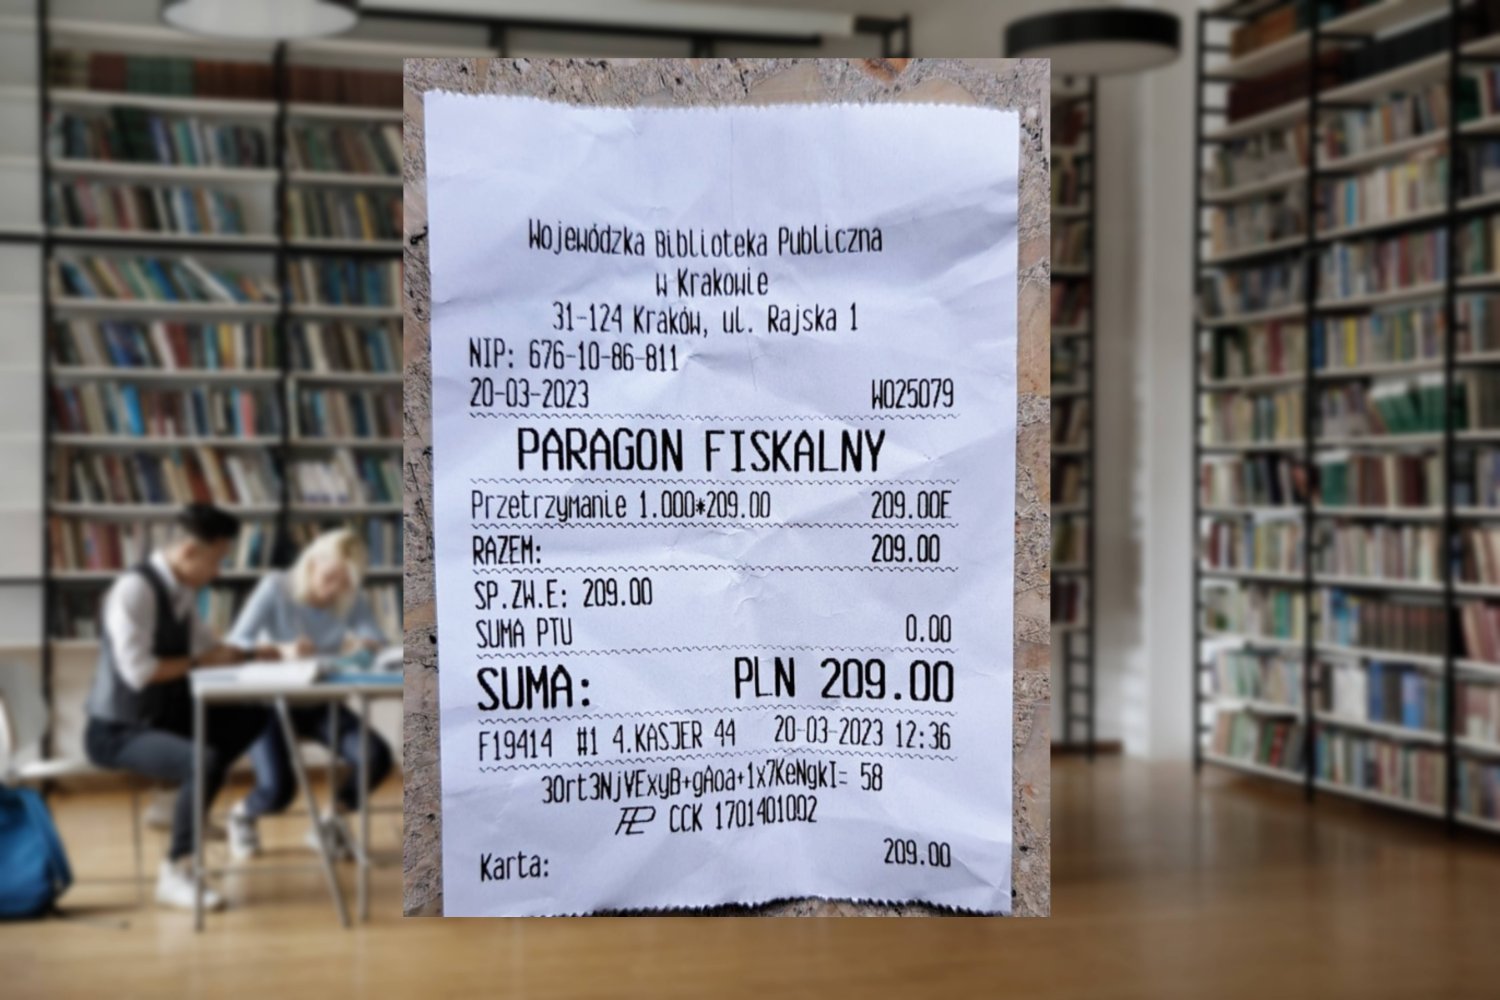 Wojewódzka Biblioteka Publiczna
w Krakowie
31-124 Kraków, ul. Rajska 1
NIP: 676-10-86-811
20-03-2023 W025079
PARAGON FISKALNY
Przetrzymanie 1.000*209.00 209.00E
RAZEM: 209.00
SP.ZW.E: 209.00
SUMA PTU 0.00
SUMA: PLN 209.00
F19414 #1 4.KASJER 44 20-03-2023 12:36
30rt3NjVExyB+gAoa+1x7KeNgkI= 58
CCK 1701401002
Karta: 209.00